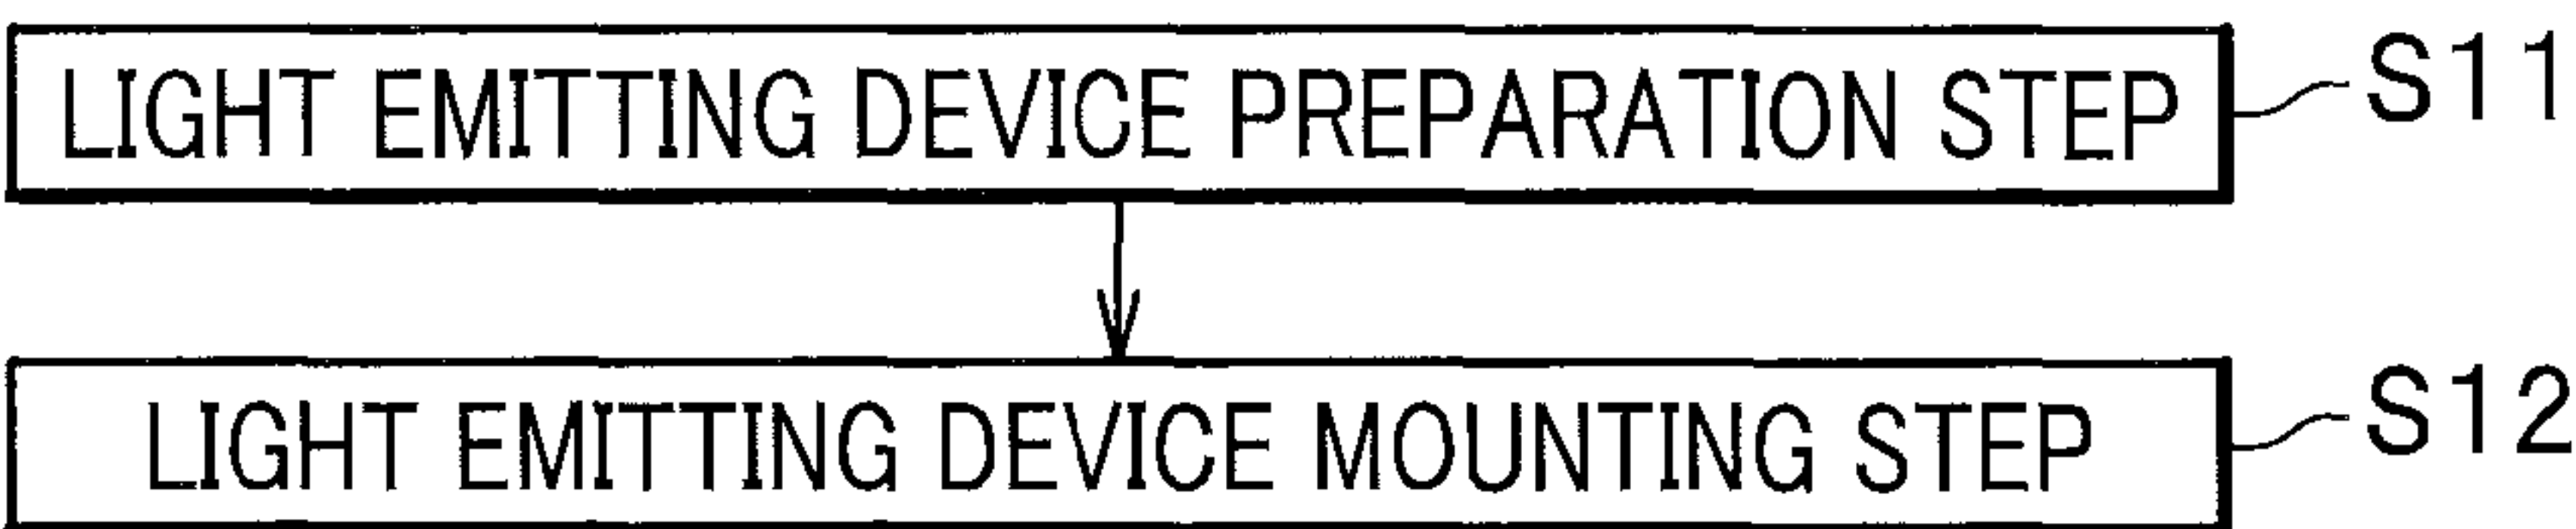 LIGHT EMITTING DEVICE PREPARATION STEP S11
LIGHT EMITTING DEVICE MOUNTING STEP S12